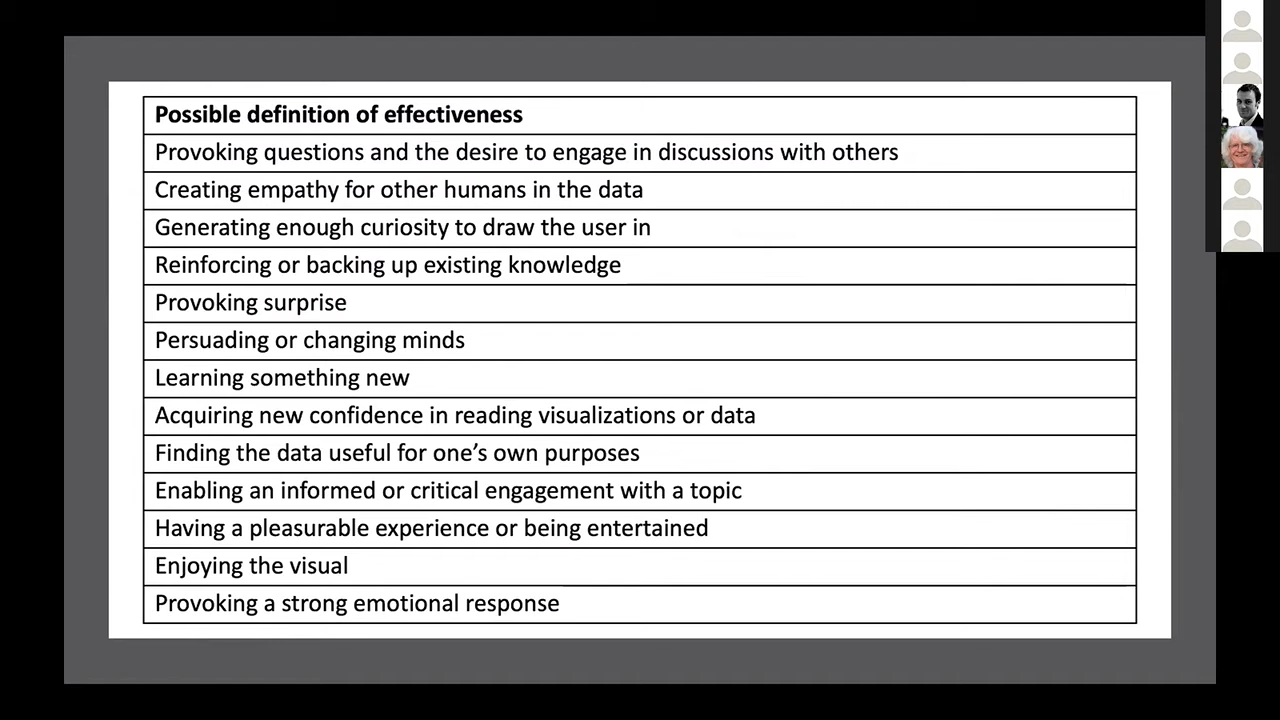 Possible definition of effectiveness
Provoking questions and the desire to engage in discussions with others
Creating empathy for other humans in the data
Generating enough curiosity to draw the user in
Reinforcing or backing up existing knowledge
Provoking surprise
Persuading or changing minds
Learning something new
Acquiring new confidence in reading visualizations or data
Finding the data useful for one’s own purposes
Enabling an informed or critical engagement with a topic
Having a pleasurable experience or being entertained
Enjoying the visual
Provoking a strong emotional response